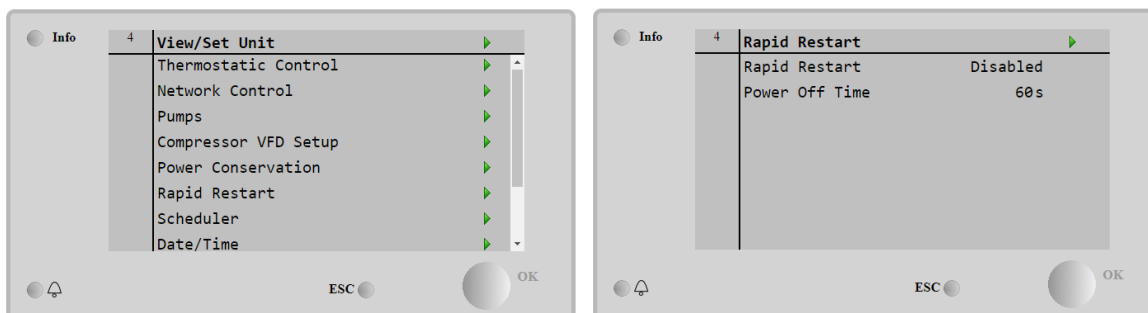 Info
4
View/Set Unit
Thermostatic Control
Network Control
Pumps
Compressor VFD Setup
Power Conservation
Rapid Restart
Scheduler
Date/Time
ESC
OK
Info
4
Rapid Restart
Rapid Restart Disabled
Power Off Time 60s
ESC
OK